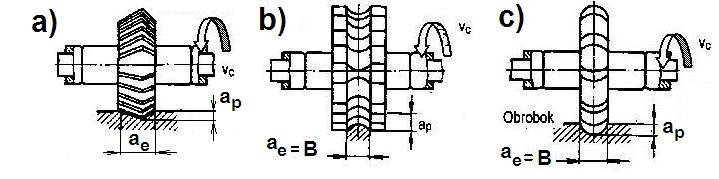 a)
v_c
a_p
a_e
b)
v_c
a_p
a_e = B
c)
v_c
Obrobok
a_p
a_e = B